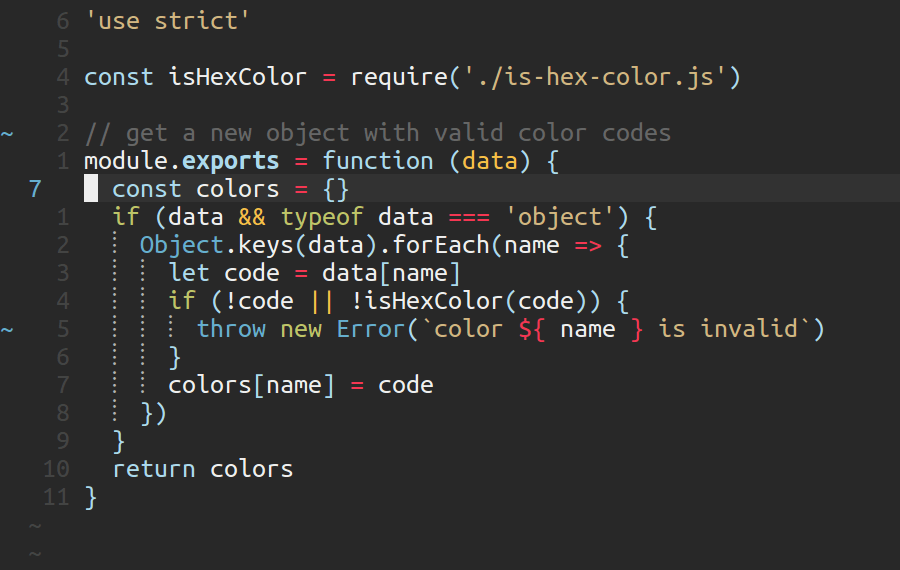 6 'use strict'
5
4 const isHexColor = require('./is-hex-color.js')
3
~ 2 // get a new object with valid color codes
1 module.exports = function (data) {
7 const colors = {}
1 if (data && typeof data === 'object') {
2 Object.keys(data).forEach(name => {
3 let code = data[name]
4 if (!code || !isHexColor(code)) {
~ 5 throw new Error(`color ${ name } is invalid`)
6 }
7 colors[name] = code
8 })
9 }
10 return colors
11 }
~
~